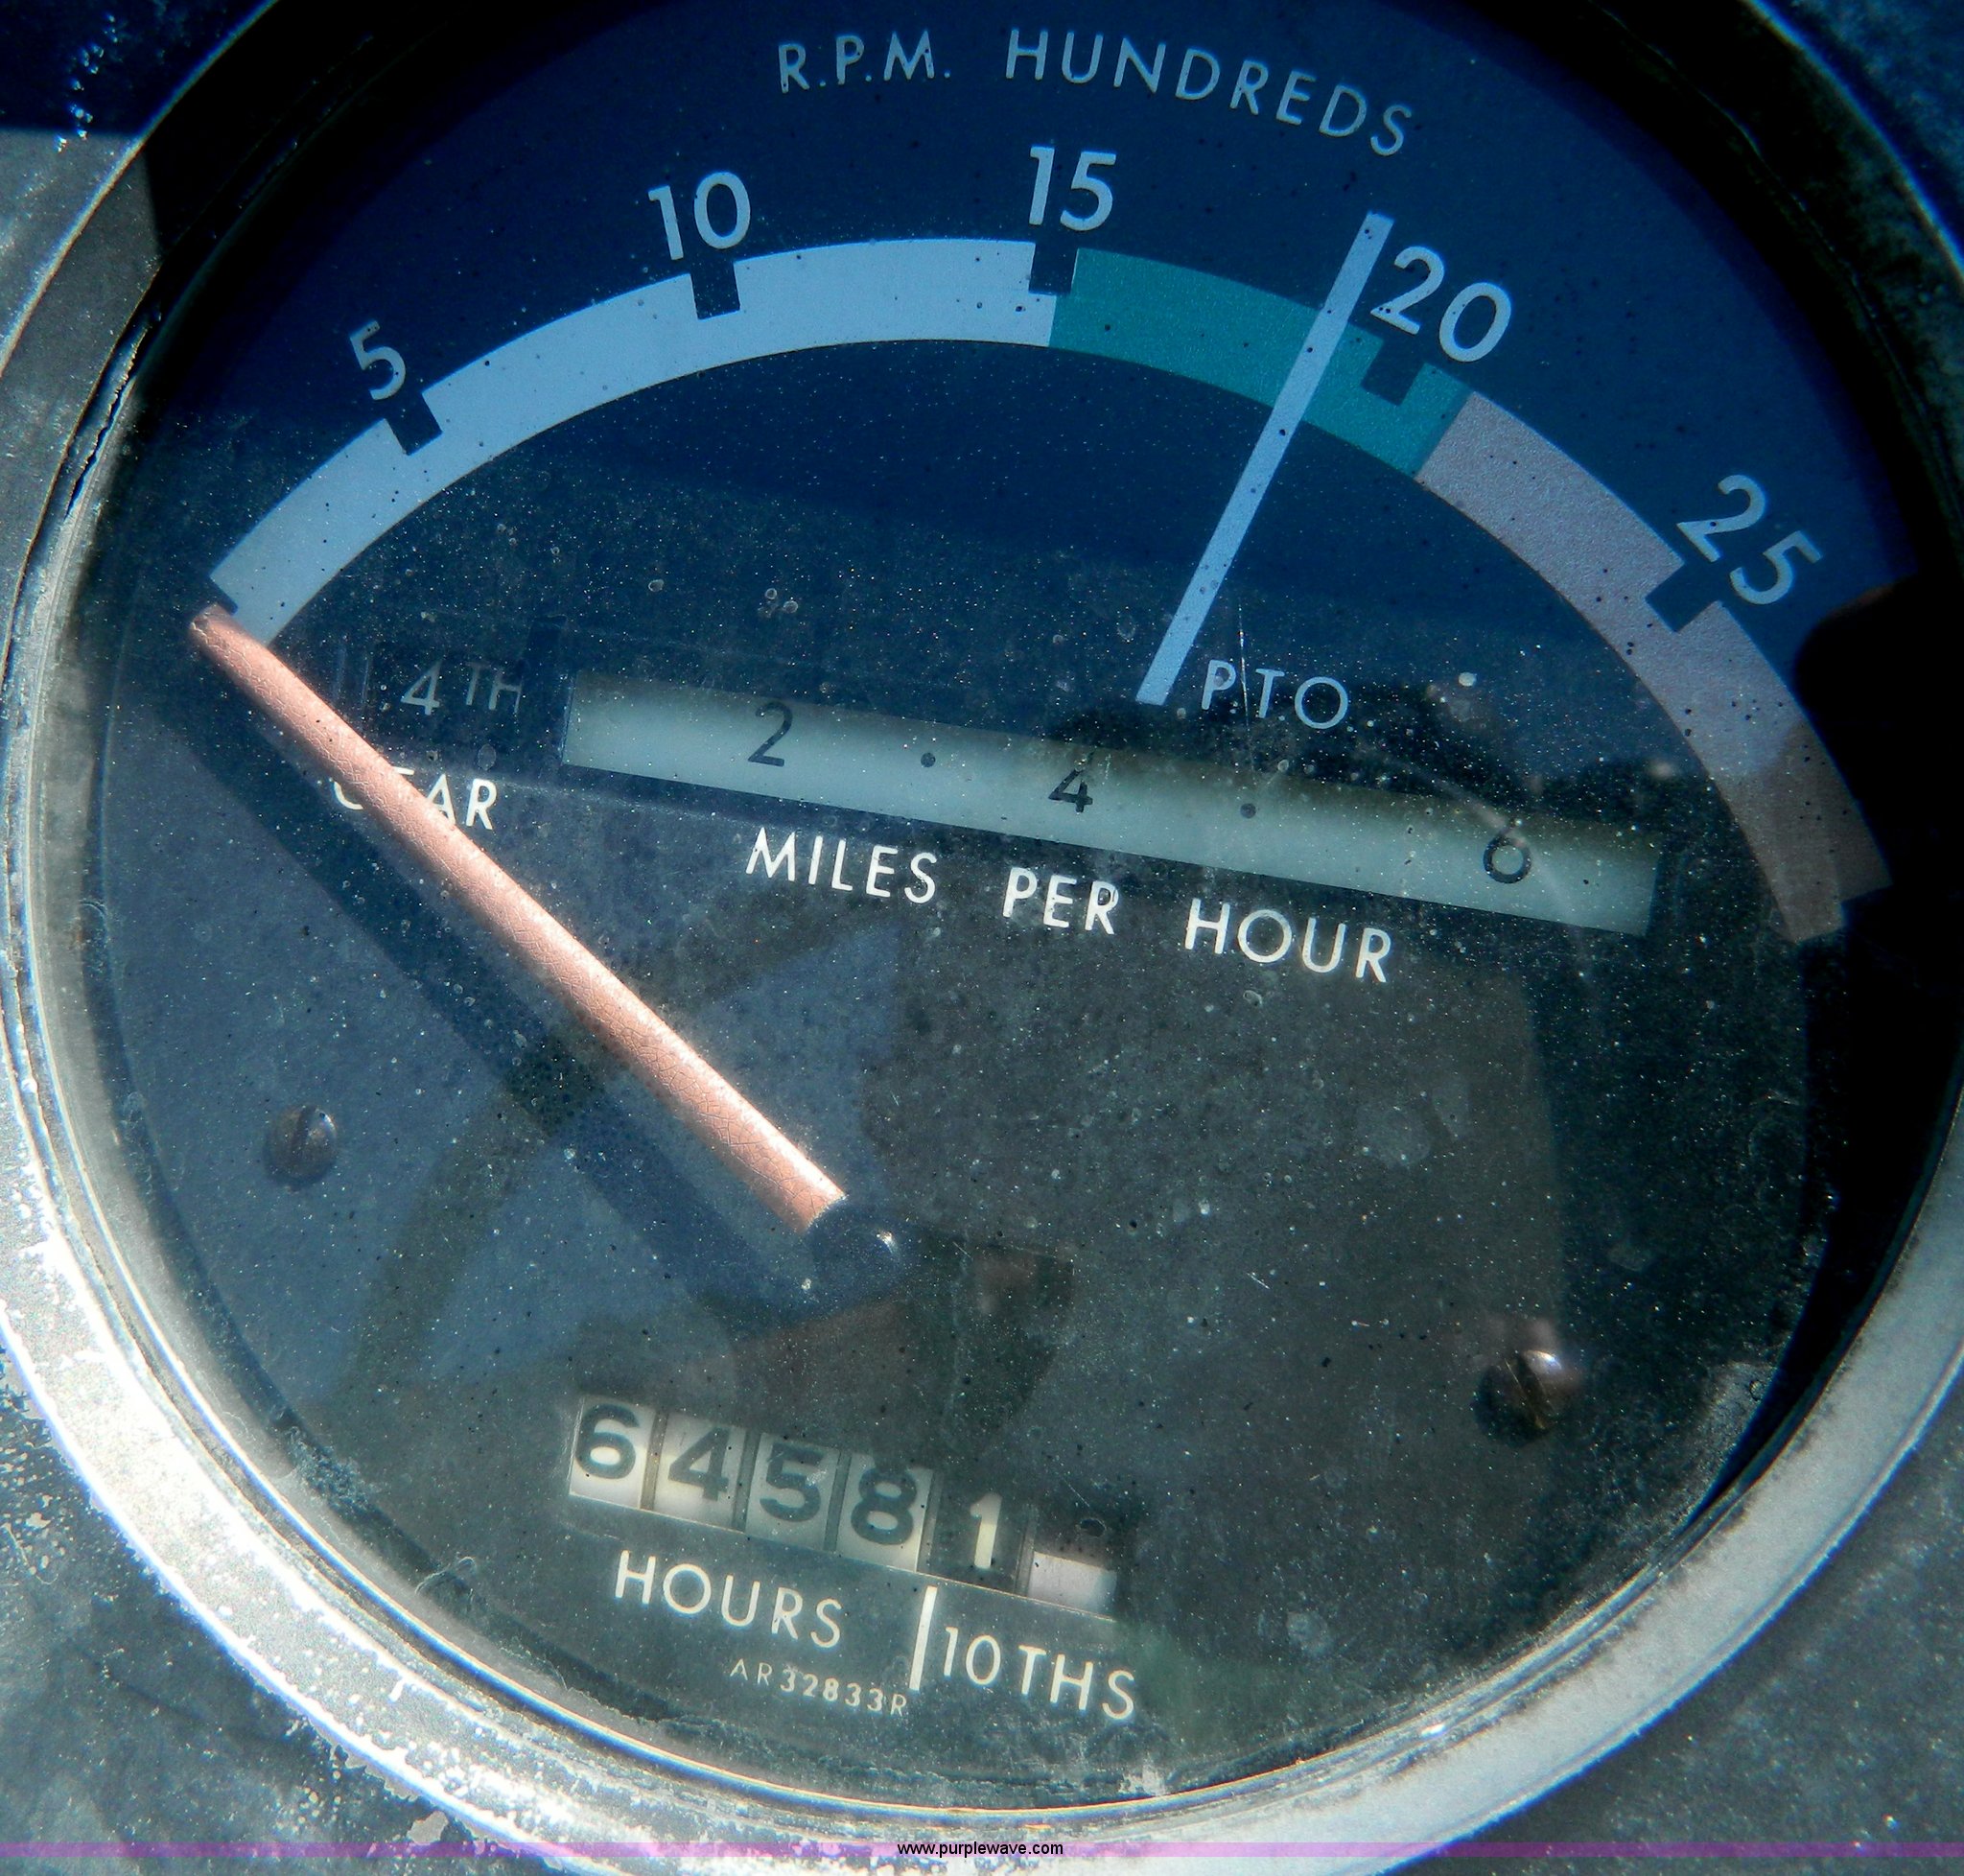 R.P.M. HUNDREDS
5 10 15 20 25
PTO
4TH 2 . 4 . 6
GEAR MILES PER HOUR
64581
HOURS 10THS
AR32833R
www.purplewave.com